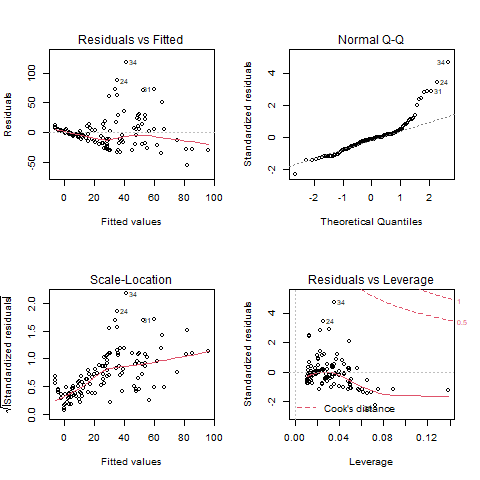 Residuals vs Fitted
Residuals
-50 0 50 100
34
24
31
0 20 40 60 80 100
Fitted values
Normal Q-Q
Standardized residuals
-2 0 2 4
34
24
31
-2 -1 0 1 2
Theoretical Quantiles
Scale-Location
√|Standardized residuals|
0.0 0.5 1.0 1.5 2.0
34
24
31
0 20 40 60 80 100
Fitted values
Residuals vs Leverage
Standardized residuals
-2 0 2 4
34
24
1
0.5
Cook's distance
0.00 0.04 0.08 0.12
Leverage